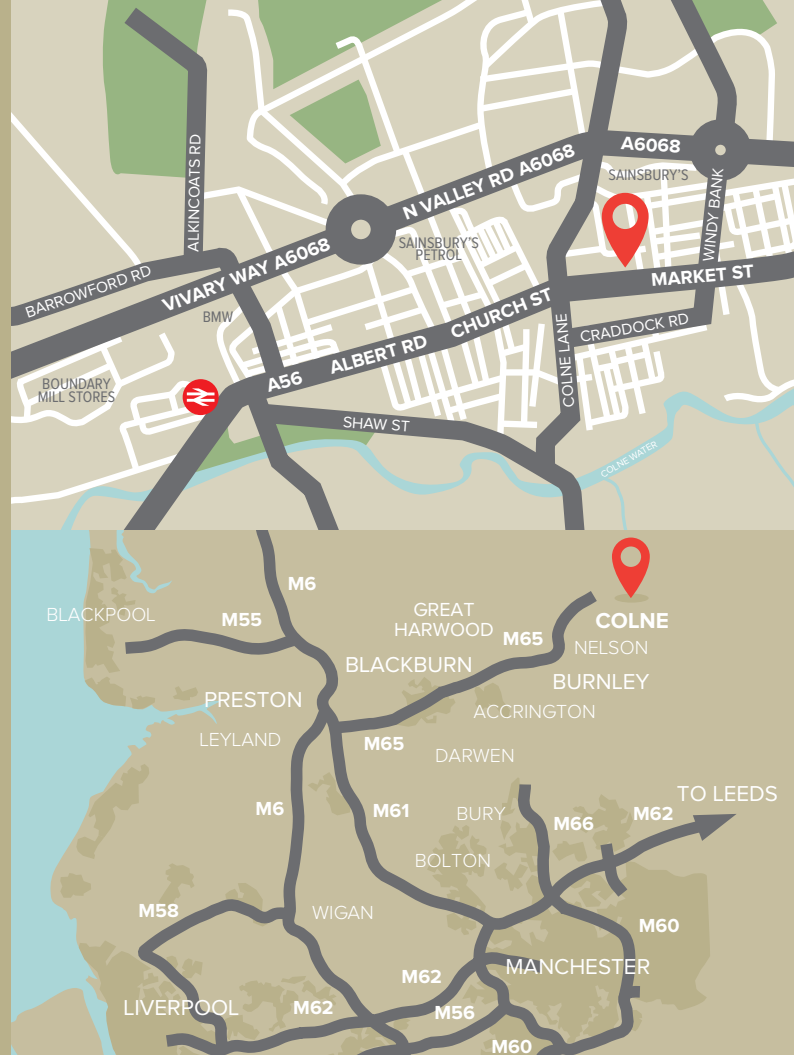 A6068
SAINSBURY'S
N VALLEY RD A6068
ALKINCOATS RD
WINDY BANK
SAINSBURY'S
PETROL
VIVARY WAY A6068
BARROWFORD RD
MARKET ST
BMW
CHURCH ST
CRADDOCK RD
ALBERT RD
COLNE LANE
A56
BOUNDARY
MILL STORES
SHAW ST
COLNE WATER
M6
BLACKPOOL
M55
GREAT
HARWOOD
COLNE
M65
NELSON
BLACKBURN
BURNLEY
PRESTON
ACCRINGTON
LEYLAND
M65
DARWEN
TO LEEDS
M6
M61
BURY
M66
M62
BOLTON
M58
WIGAN
M60
MANCHESTER
M62
LIVERPOOL
M62
M56
M60